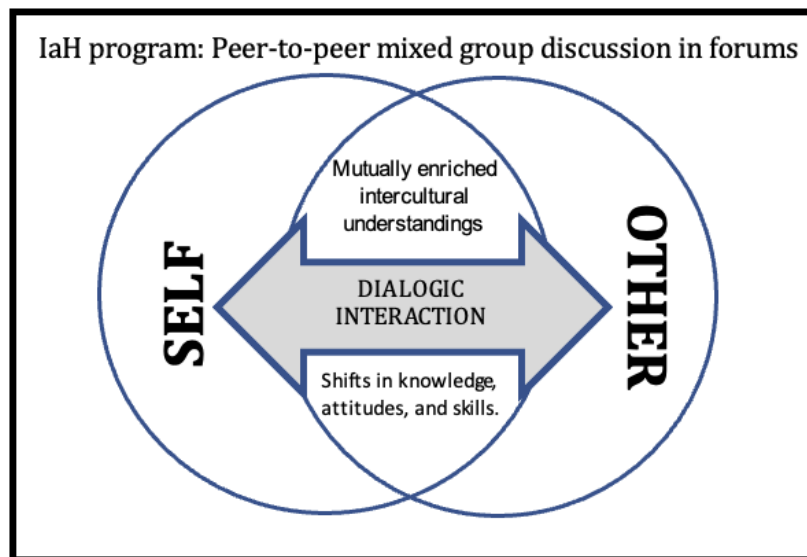 IaH program: Peer-to-peer mixed group discussion in forums
Mutually enriched
intercultural
understandings
SELF
DIALOGIC
INTERACTION
OTHER
Shifts in knowledge,
attitudes, and skills.